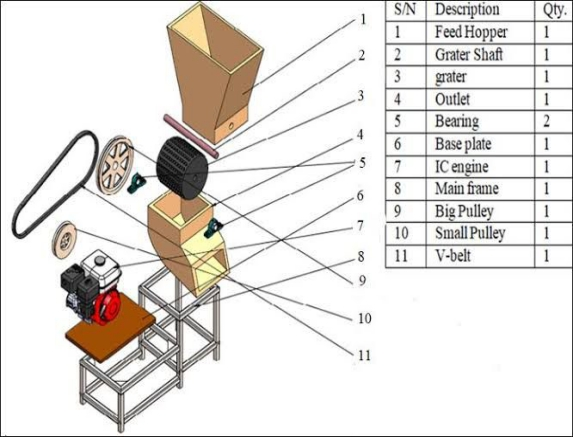 1
2
3
4
5
6
7
8
9
10
11
S/N Description Qty.
1 Feed Hopper 1
2 Grater Shaft 1
3 grater 1
4 Outlet 1
5 Bearing 2
6 Base plate 1
7 IC engine 1
8 Main frame 1
9 Big Pulley 1
10 Small Pulley 1
11 V-belt 1